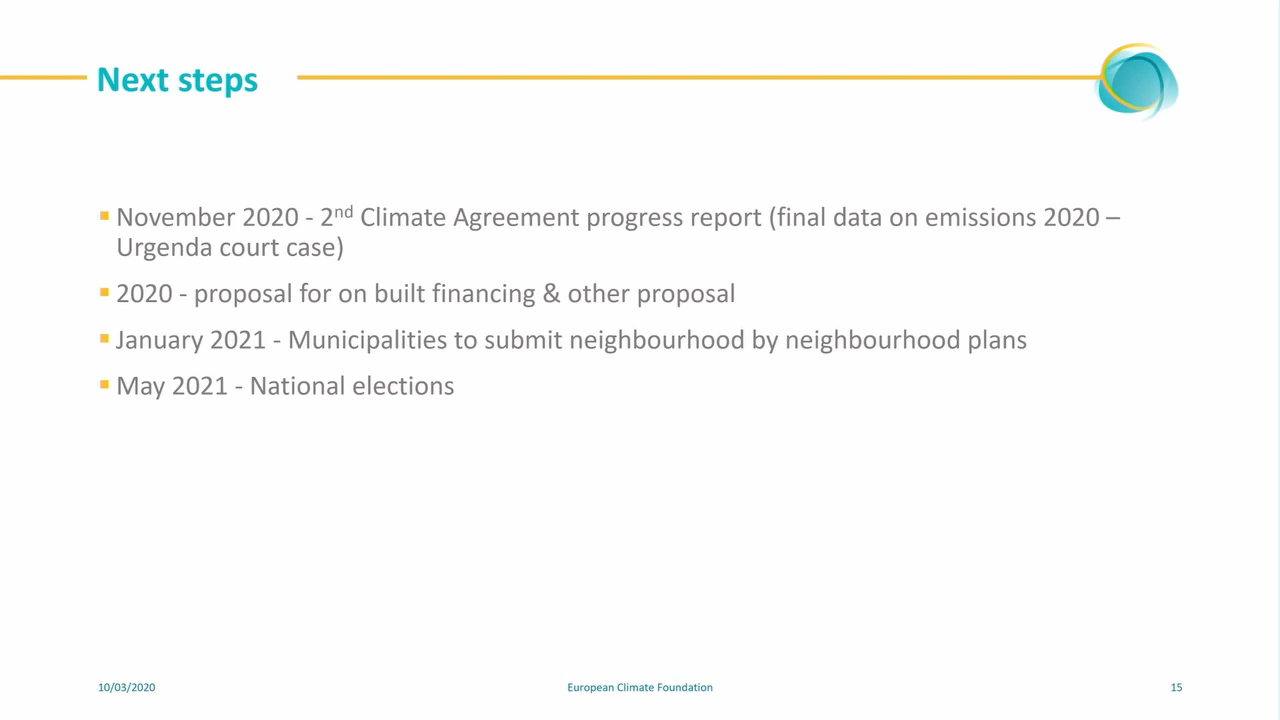 Next steps
▪ November 2020 - 2nd Climate Agreement progress report (final data on emissions 2020 –
Urgenda court case)
▪ 2020 - proposal for on built financing & other proposal
▪ January 2021 - Municipalities to submit neighbourhood by neighbourhood plans
▪ May 2021 - National elections
10/03/2020
European Climate Foundation
15